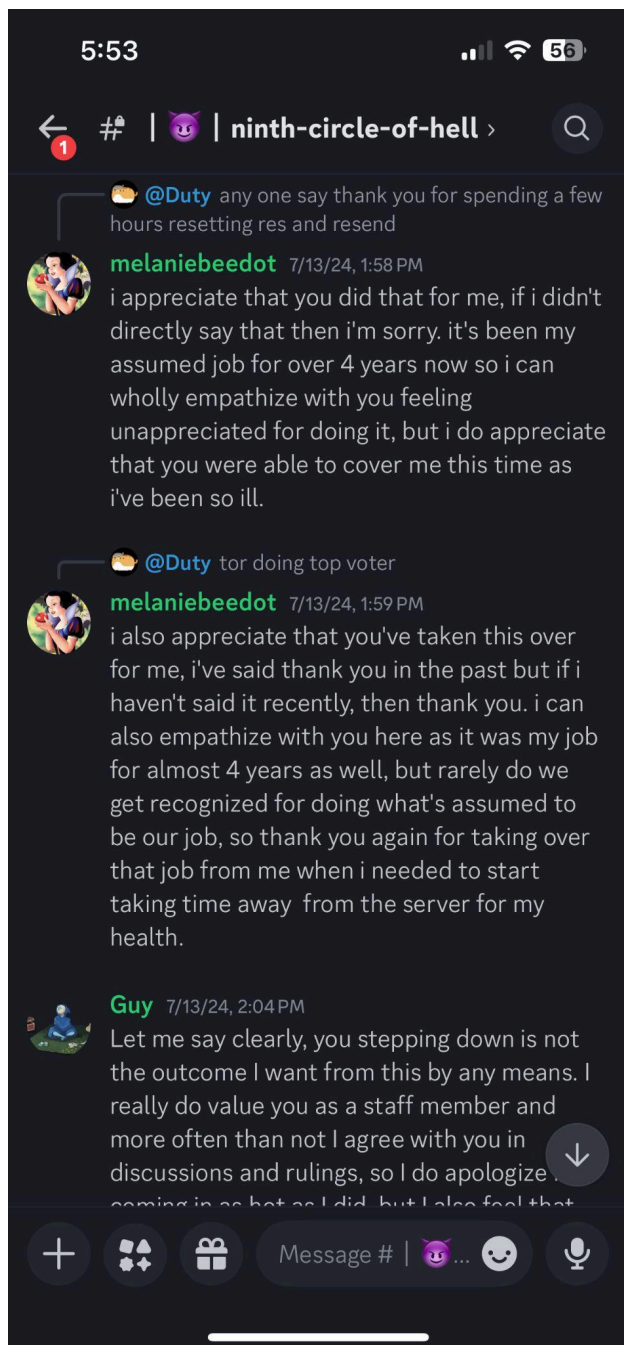 5:53
56
1
# | 😈 | ninth-circle-of-hell ›
@Duty any one say thank you for spending a few
hours resetting res and resend
melaniebeedot 7/13/24, 1:58 PM
i appreciate that you did that for me, if i didn't
directly say that then i'm sorry. it's been my
assumed job for over 4 years now so i can
wholly empathize with you feeling
unappreciated for doing it, but i do appreciate
that you were able to cover me this time as
i've been so ill.
@Duty tor doing top voter
melaniebeedot 7/13/24, 1:59 PM
i also appreciate that you've taken this over
for me, i've said thank you in the past but if i
haven't said it recently, then thank you. i can
also empathize with you here as it was my job
for almost 4 years as well, but rarely do we
get recognized for doing what's assumed to
be our job, so thank you again for taking over
that job from me when i needed to start
taking time away  from the server for my
health.
Guy 7/13/24, 2:04 PM
Let me say clearly, you stepping down is not
the outcome I want from this by any means. I
really do value you as a staff member and
more often than not I agree with you in
discussions and rulings, so I do apologize
coming in as hot as I did, but I also feel that
Message # | 😈...